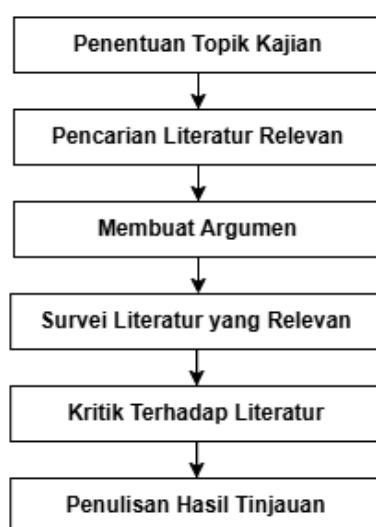 Penentuan Topik Kajian
Pencarian Literatur Relevan
Membuat Argumen
Survei Literatur yang Relevan
Kritik Terhadap Literatur
Penulisan Hasil Tinjauan